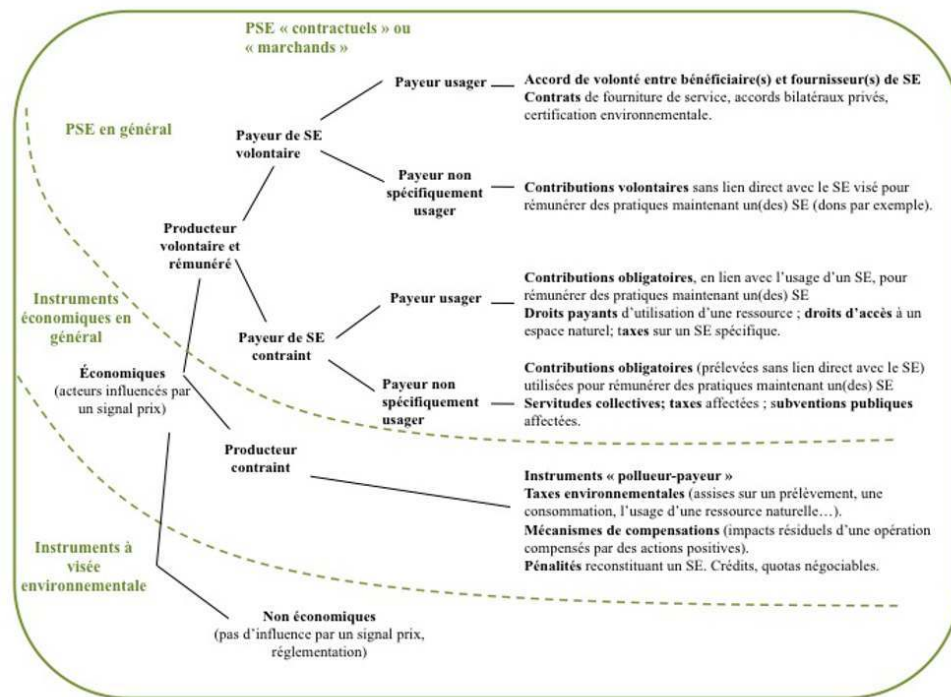 PSE « contractuels » ou
« marchands »
Payeur usager
Accord de volonté entre bénéficiaire(s) et fournisseur(s) de SE
Contrats de fourniture de service, accords bilatéraux privés,
certification environnementale.
PSE en général
Payeur de SE
volontaire
Payeur non
spécifiquement
usager
Contributions volontaires sans lien direct avec le SE visé pour
rémunérer des pratiques maintenant un(des) SE (dons par exemple).
Producteur
volontaire et
rémunéré
Instruments
économiques en
général
Payeur usager
Contributions obligatoires, en lien avec l'usage d'un SE, pour
rémunérer des pratiques maintenant un(des) SE
Droits payants d'utilisation d'une ressource ; droits d'accès à un
espace naturel; taxes sur un SE spécifique.
Payeur de SE
contraint
Économiques
(acteurs influencés par
un signal prix)
Payeur non
spécifiquement
usager
Contributions obligatoires (prélevées sans lien direct avec le SE)
utilisées pour rémunérer des pratiques maintenant un(des) SE
Servitudes collectives; taxes affectées ; subventions publiques
affectées.
Producteur
contraint
Instruments « pollueur-payeur »
Taxes environnementales (assises sur un prélèvement, une
consommation, l'usage d'une ressource naturelle…).
Mécanismes de compensations (impacts résiduels d'une opération
compensés par des actions positives).
Pénalités reconstituant un SE. Crédits, quotas négociables.
Instruments à
visée
environnementale
Non économiques
(pas d'influence par un signal prix,
réglementation)